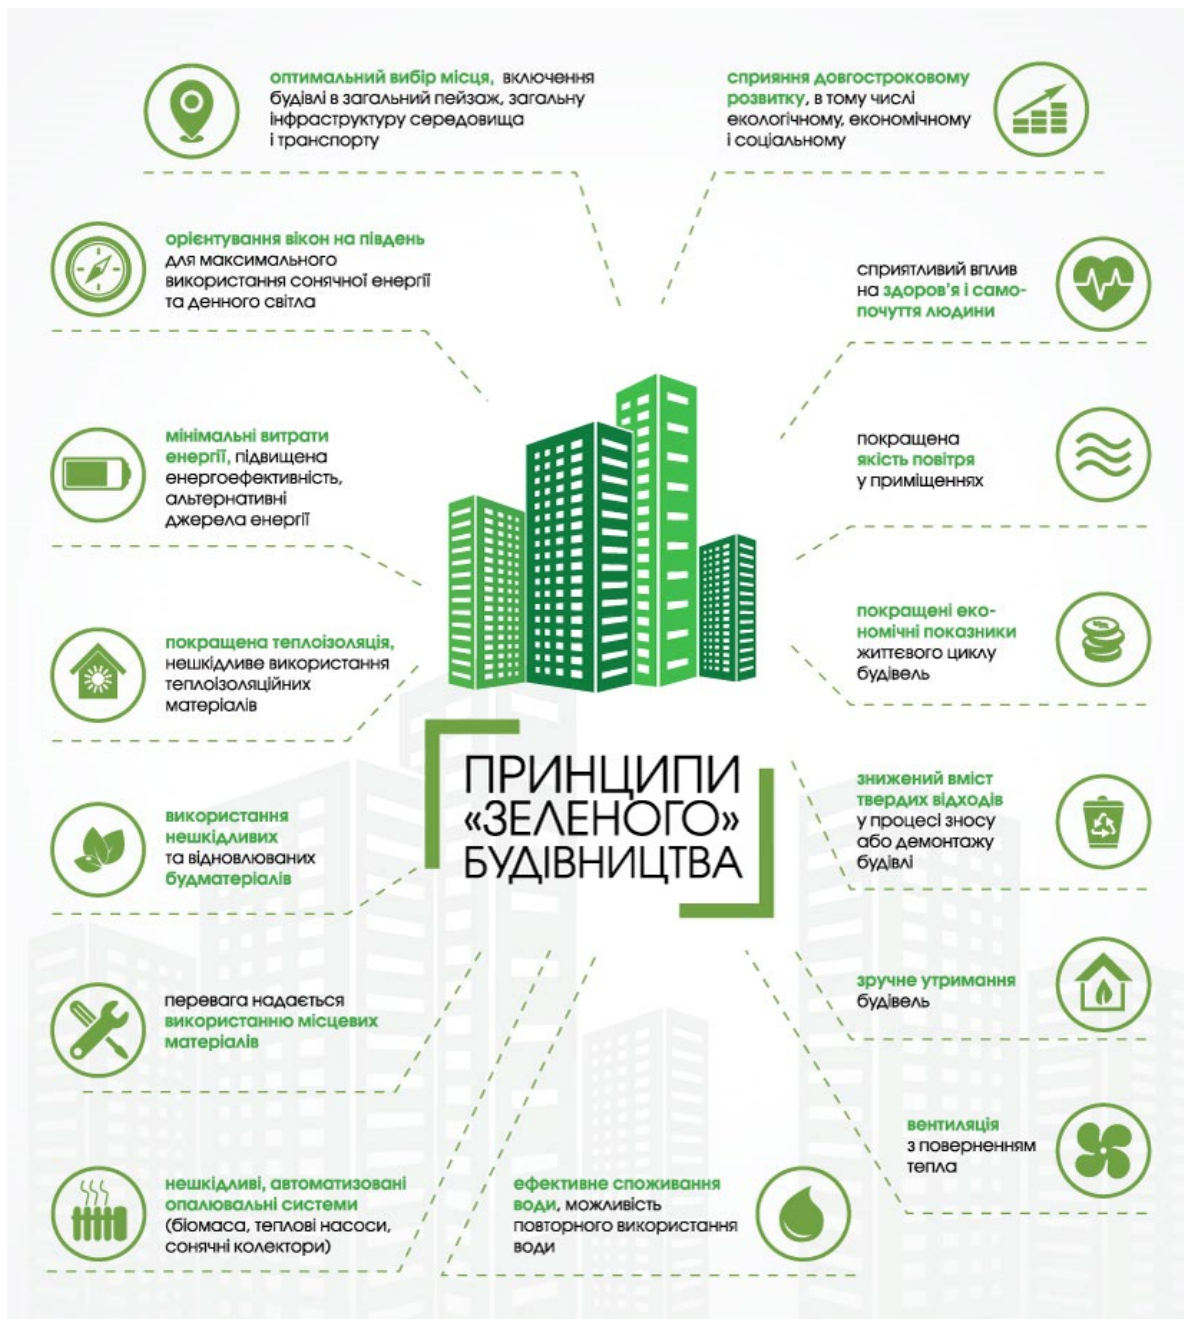 оптимальний вибір місця, включення
будівлі в загальний пейзаж, загальну
інфраструктуру середовища
і транспорту
сприяння довгостроковому
розвитку, в тому числі
екологічному, економічному
і соціальному
орієнтування вікон на південь
для максимального
використання сонячної енергії
та денного світла
сприятливий вплив
на здоров'я і само-
почуття людини
мінімальні витрати
енергії, підвищена
енергоефективність,
альтернативні
джерела енергії
покращена
якість повітря
у приміщеннях
покращена теплоізоляція,
нешкідливе використання
теплоізоляційних
матеріалів
покращені еко-
номічні показники
життєвого циклу
будівель
ПРИНЦИПИ
«ЗЕЛЕНОГО»
БУДІВНИЦТВА
використання
нешкідливих
та відновлюваних
будматеріалів
знижений вміст
твердих відходів
у процесі зносу
або демонтажу
будівлі
перевага надається
використанню місцевих
матеріалів
зручне утримання
будівель
вентиляція
з поверненням
тепла
нешкідливі, автоматизовані
опалювальні системи
(біомаса, теплові насоси,
сонячні колектори)
ефективне споживання
води, можливість
повторного використання
води